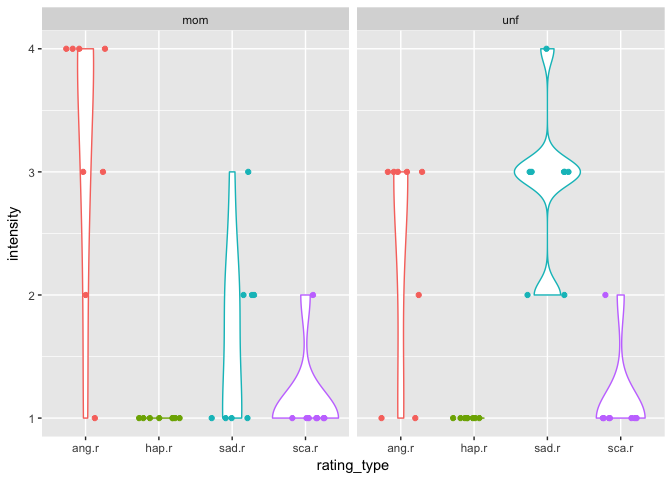 mom unf
intensity
4
3
2
1
ang.r hap.r sad.r sca.r ang.r hap.r sad.r sca.r
rating_type